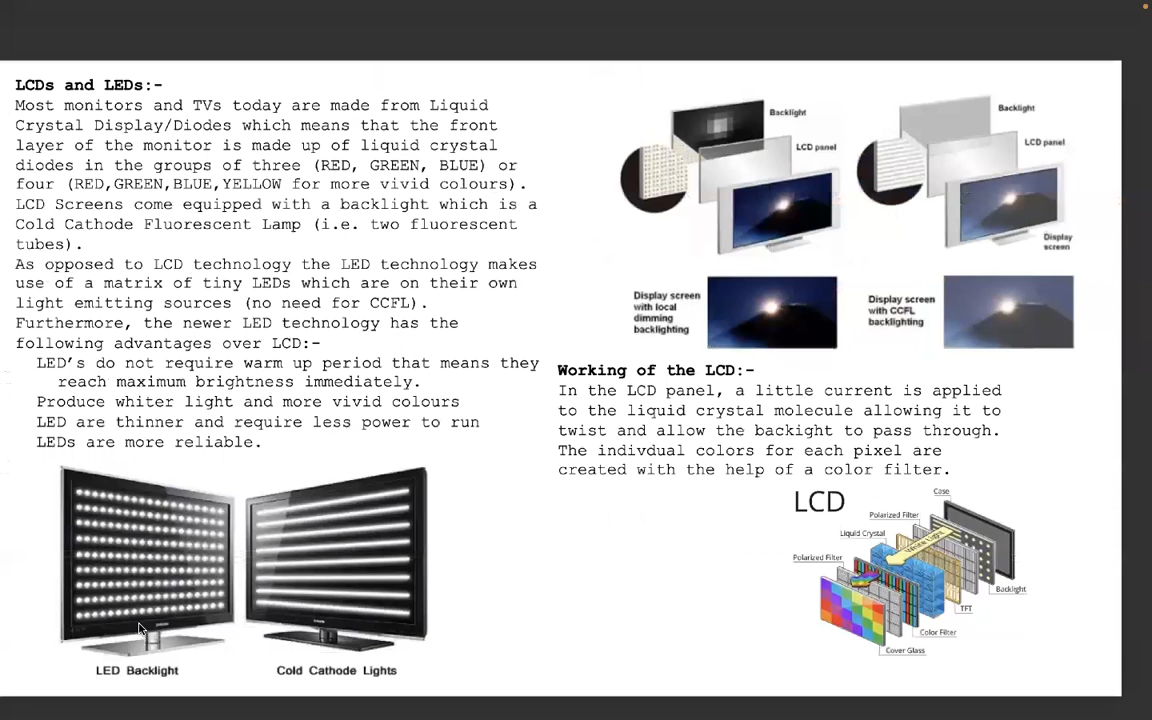 LCDs and LEDs:-
Most monitors and TVs today are made from Liquid
Crystal Display/Diodes which means that the front
layer of the monitor is made up of liquid crystal
diodes in the groups of three (RED, GREEN, BLUE) or
four (RED,GREEN,BLUE,YELLOW for more vivid colours).
LCD Screens come equipped with a backlight which is a
Cold Cathode Fluorescent Lamp (i.e. two fluorescent
tubes).
As opposed to LCD technology the LED technology makes
use of a matrix of tiny LEDs which are on their own
light emitting sources (no need for CCFL).
Furthermore, the newer LED technology has the
following advantages over LCD:-
LED's do not require warm up period that means they
reach maximum brightness immediately.
Produce whiter light and more vivid colours
LED are thinner and require less power to run
LEDs are more reliable.
LED Backlight
Cold Cathode Lights
Backlight
LCD panel
Backlight
LCD panel
Display
screen
Display screen
with local
dimming
backlighting
Display screen
with CCFL
backlighting
Working of the LCD:-
In the LCD panel, a little current is applied
to the liquid crystal molecule allowing it to
twist and allow the backight to pass through.
The indivdual colors for each pixel are
created with the help of a color filter.
LCD
Case
Polarized Filter
Liquid Crystal
White Light
Polarized Filter
Backlight
TFT
Color Filter
Cover Glass